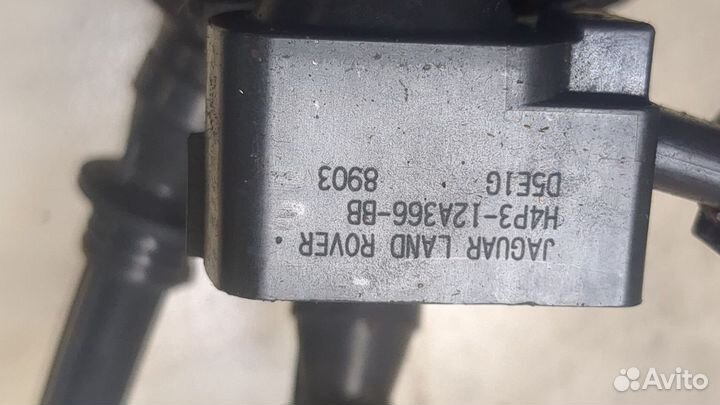 JAGUAR LAND ROVER.
H4P3-12A366-BB
D5E1G 8903
Avito